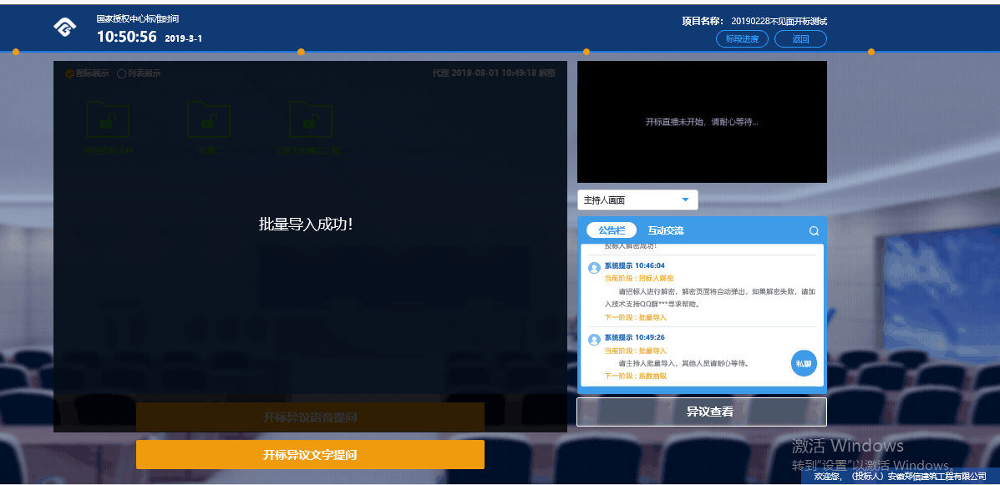 国家授权中心标准时间
10:50:56 2019-3-1
项目名称： 20190228不见面开标测试
标段进度 返回
图标展示 列表展示
代理 2019-03-01 10:49:13 解密
批量导入成功！
开标异议语音提问
开标异议文字提问
开标直播未开始，请耐心等待...
主持人画面
公告栏 互动交流
投标人解密成功！
系统提示 10:46:04
当前阶段：招标人解密
请招标人进行解密，解密页面将自动弹出，如果解密失败，请加
入技术支持QQ群***寻求帮助。
下一阶段：批量导入
系统提示 10:49:26
当前阶段：批量导入
请主持人批量导入，其他人员请耐心等待。
下一阶段：系数抽取
私聊
异议查看
激活 Windows
转到“设置”以激活 Windows。
欢迎您，（投标人）安徽郑信建筑工程有限公司